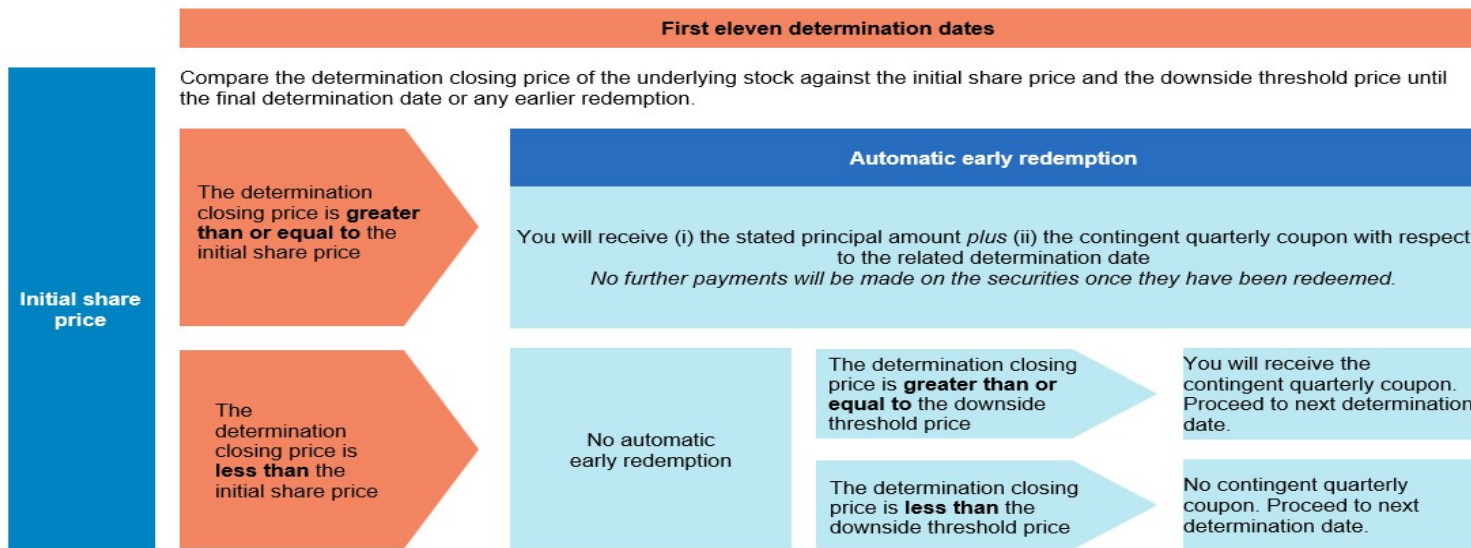 First eleven determination dates
Compare the determination closing price of the underlying stock against the initial share price and the downside threshold price until
the final determination date or any earlier redemption.
Initial share
price
The determination
closing price is greater
than or equal to the
initial share price
Automatic early redemption
You will receive (i) the stated principal amount plus (ii) the contingent quarterly coupon with respect
to the related determination date
No further payments will be made on the securities once they have been redeemed.
The
determination
closing price is
less than the
initial share price
No automatic
early redemption
The determination closing
price is greater than or
equal to the downside
threshold price
You will receive the
contingent quarterly coupon.
Proceed to next determination
date.
The determination closing
price is less than the
downside threshold price
No contingent quarterly
coupon. Proceed to next
determination date.